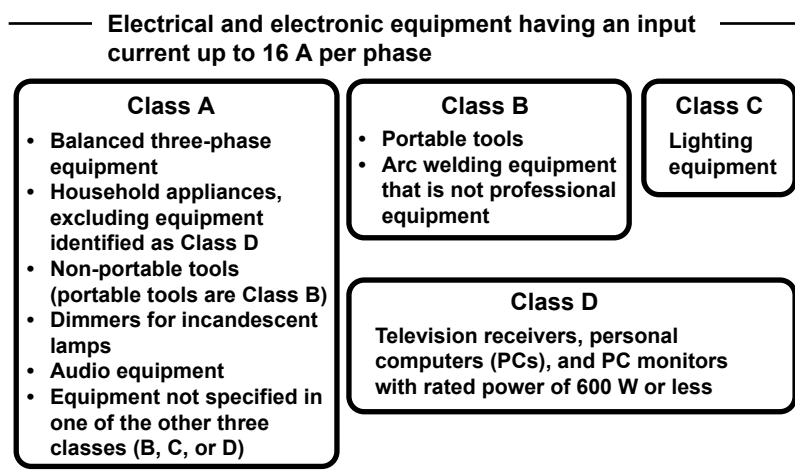 Electrical and electronic equipment having an input
current up to 16 A per phase
Class A
• Balanced three-phase
equipment
• Household appliances,
excluding equipment
identified as Class D
• Non-portable tools
(portable tools are Class B)
• Dimmers for incandescent
lamps
• Audio equipment
• Equipment not specified in
one of the other three
classes (B, C, or D)
Class B
• Portable tools
• Arc welding equipment
that is not professional
equipment
Class C
Lighting
equipment
Class D
Television receivers, personal
computers (PCs), and PC monitors
with rated power of 600 W or less